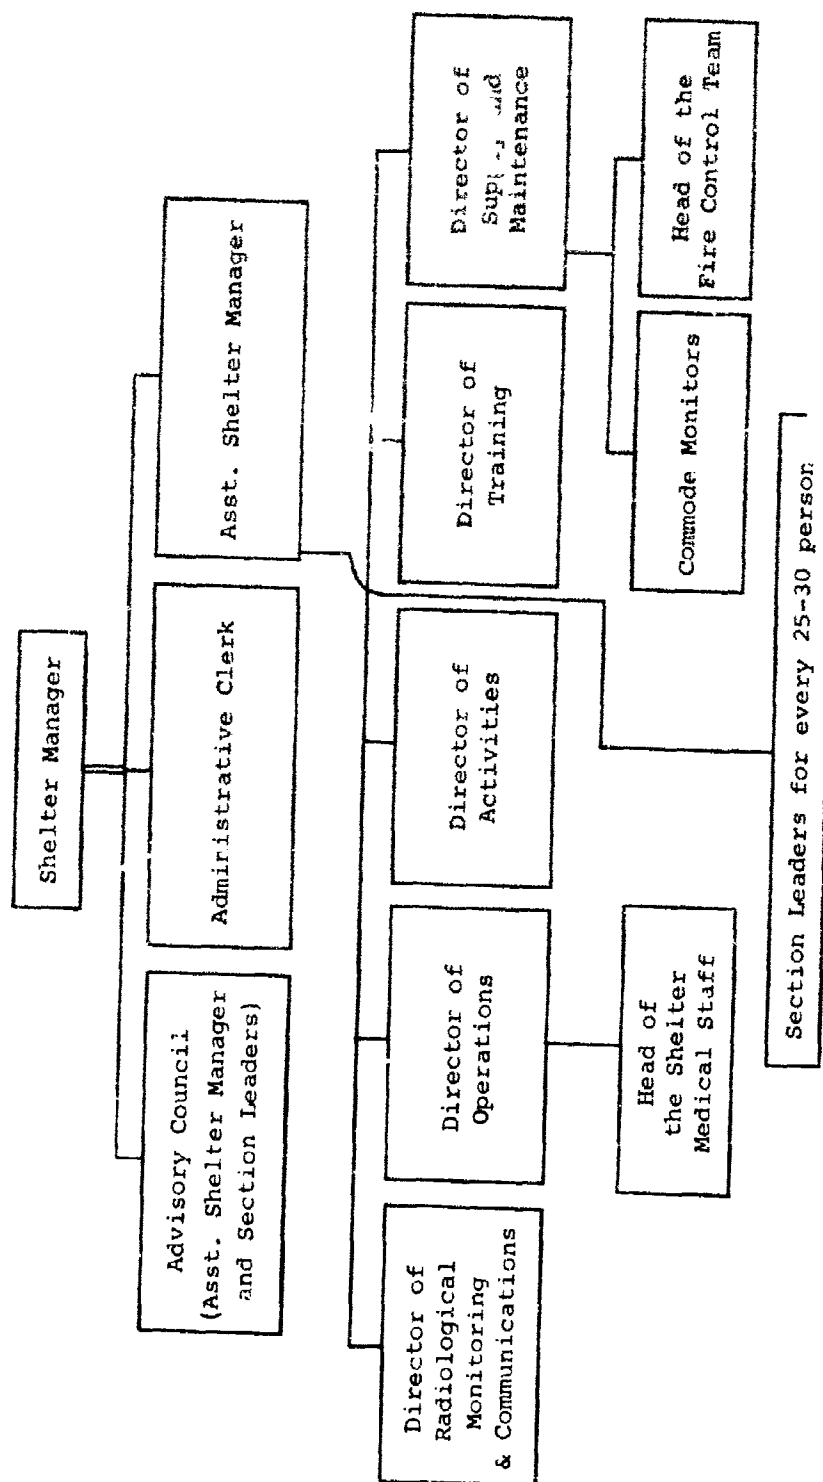 Shelter Manager
Advisory Council
(Asst. Shelter Manager
and Section Leaders)
Administrative Clerk
Asst. Shelter Manager
Director of
Radiological
Monitoring
& Communications
Director of
Operations
Director of
Activities
Director of
Training
Director of
Maintenance
Head of
the Shelter
Medical Staff
Commode Monitors
Head of the
Fire Control Team
Section Leaders for every 25-30 person